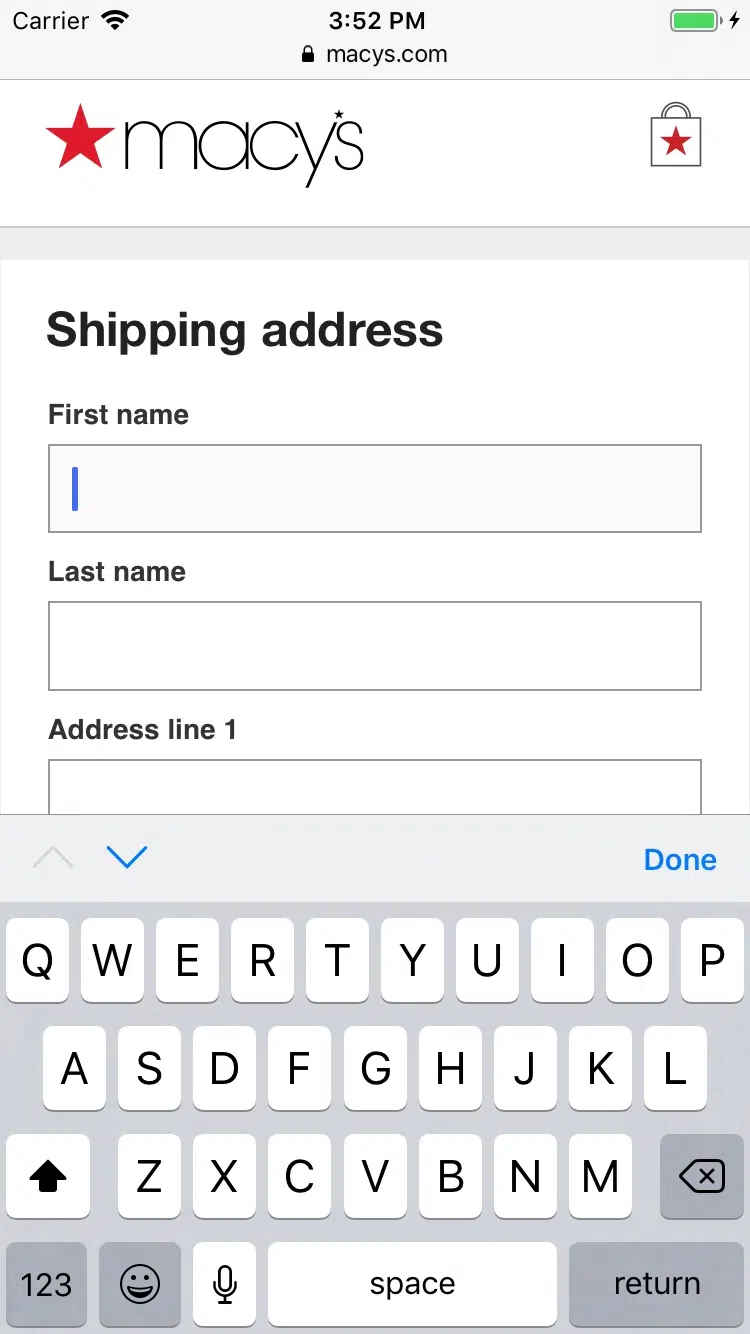 Carrier 3:52 PM
macys.com
macy's
Shipping address
First name
Last name
Address line 1
Done
Q W E R T Y U I O P
A S D F G H J K L
Z X C V B N M
123 space return